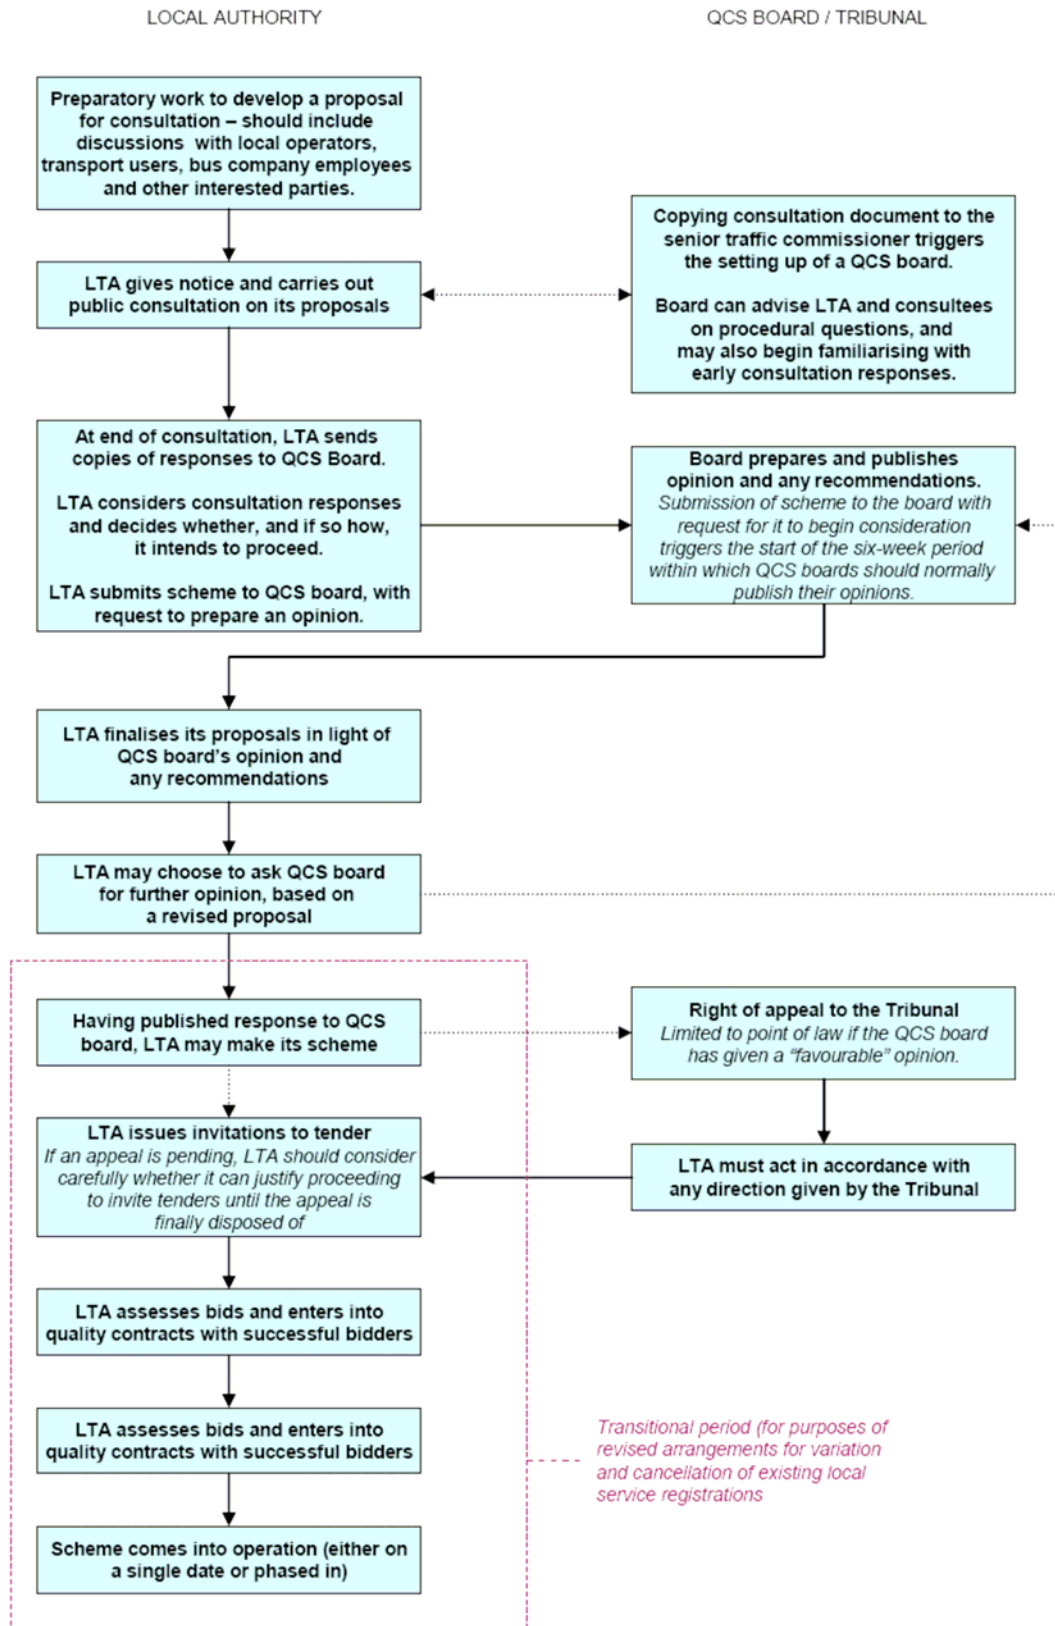 LOCAL AUTHORITY
QCS BOARD / TRIBUNAL
Preparatory work to develop a proposal
for consultation – should include
discussions with local operators,
transport users, bus company employees
and other interested parties.
Copying consultation document to the
senior traffic commissioner triggers
the setting up of a QCS board.
Board can advise LTA and consultees
on procedural questions, and
may also begin familiarising with
early consultation responses.
LTA gives notice and carries out
public consultation on its proposals
At end of consultation, LTA sends
copies of responses to QCS Board.
LTA considers consultation responses
and decides whether, and if so how,
it intends to proceed.
LTA submits scheme to QCS board, with
request to prepare an opinion.
Board prepares and publishes
opinion and any recommendations.
Submission of scheme to the board with
request for it to begin consideration
triggers the start of the six-week period
within which QCS boards should normally
publish their opinions.
LTA finalises its proposals in light of
QCS board's opinion and
any recommendations
LTA may choose to ask QCS board
for further opinion, based on
a revised proposal
Having published response to QCS
board, LTA may make its scheme
Right of appeal to the Tribunal
Limited to point of law if the QCS board
has given a "favourable" opinion.
LTA issues invitations to tender
If an appeal is pending, LTA should consider
carefully whether it can justify proceeding
to invite tenders until the appeal is
finally disposed of
LTA must act in accordance with
any direction given by the Tribunal
LTA assesses bids and enters into
quality contracts with successful bidders
LTA assesses bids and enters into
quality contracts with successful bidders
Transitional period (for purposes of
revised arrangements for variation
and cancellation of existing local
service registrations
Scheme comes into operation (either on
a single date or phased in)